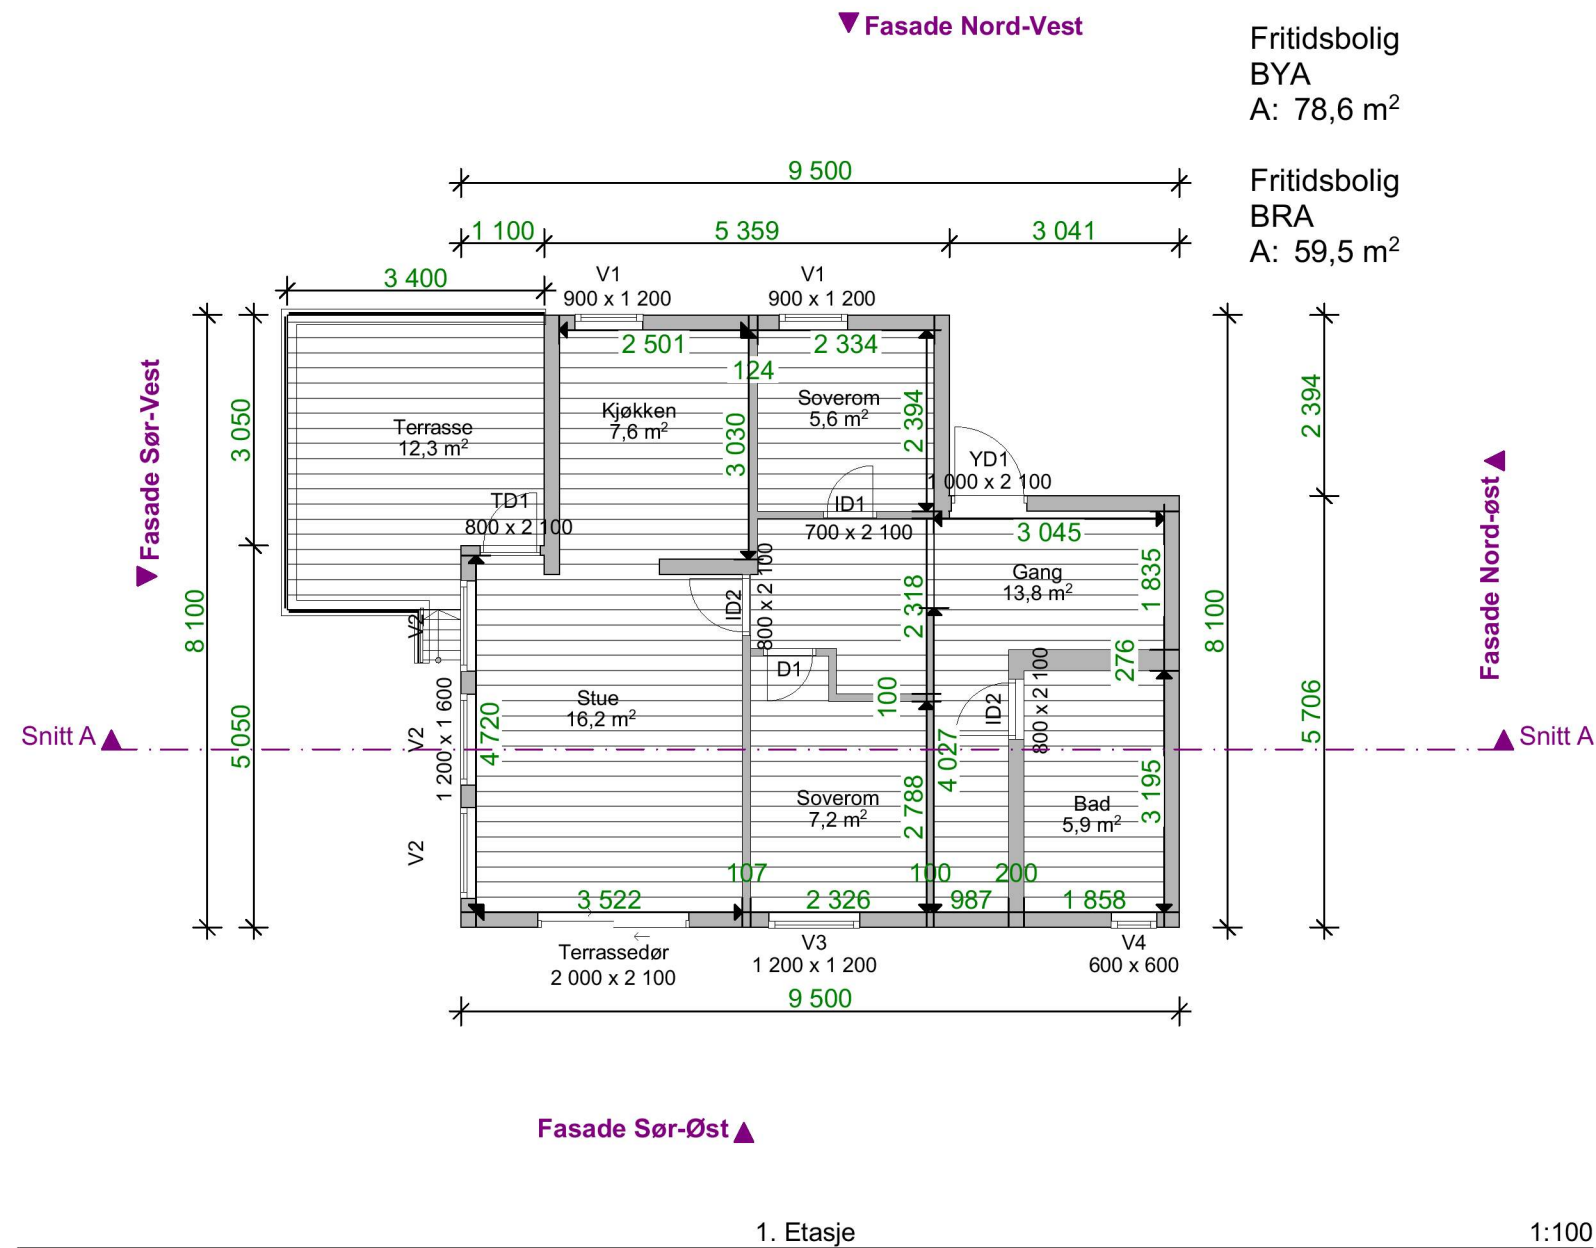 Fasade Nord-Vest
Fritidsbolig
BYA
A: 78,6 m²
Fritidsbolig
BRA
A: 59,5 m²
9 500
1 100
5 359
3 041
3 400
V1
900 x 1 200
V1
900 x 1 200
2 501
2 334
124
Fasade Sør-Vest
8 100
3 050
5 050
Terrasse
12,3 m²
Kjøkken
7,6 m²
3 030
Soverom
5,6 m²
2 394
YD1
1 000 x 2 100
TD1
800 x 2 100
ID1
700 x 2 100
3 045
Gang
13,8 m²
1 835
2 318
ID2
800 x 2 100
D1
276
100
V2
V2
V2
1 200 x 1 600
Stue
16,2 m²
4 720
ID2
800 x 2 100
4 027
Soverom
7,2 m²
2 788
Bad
5,9 m²
3 195
107
100
200
3 522
2 326
987
1 858
Terrassedør
2 000 x 2 100
V3
1 200 x 1 200
V4
600 x 600
9 500
8 100
2 394
5 706
Fasade Nord-øst
Snitt A
Snitt A
Fasade Sør-Øst
1. Etasje
1:100